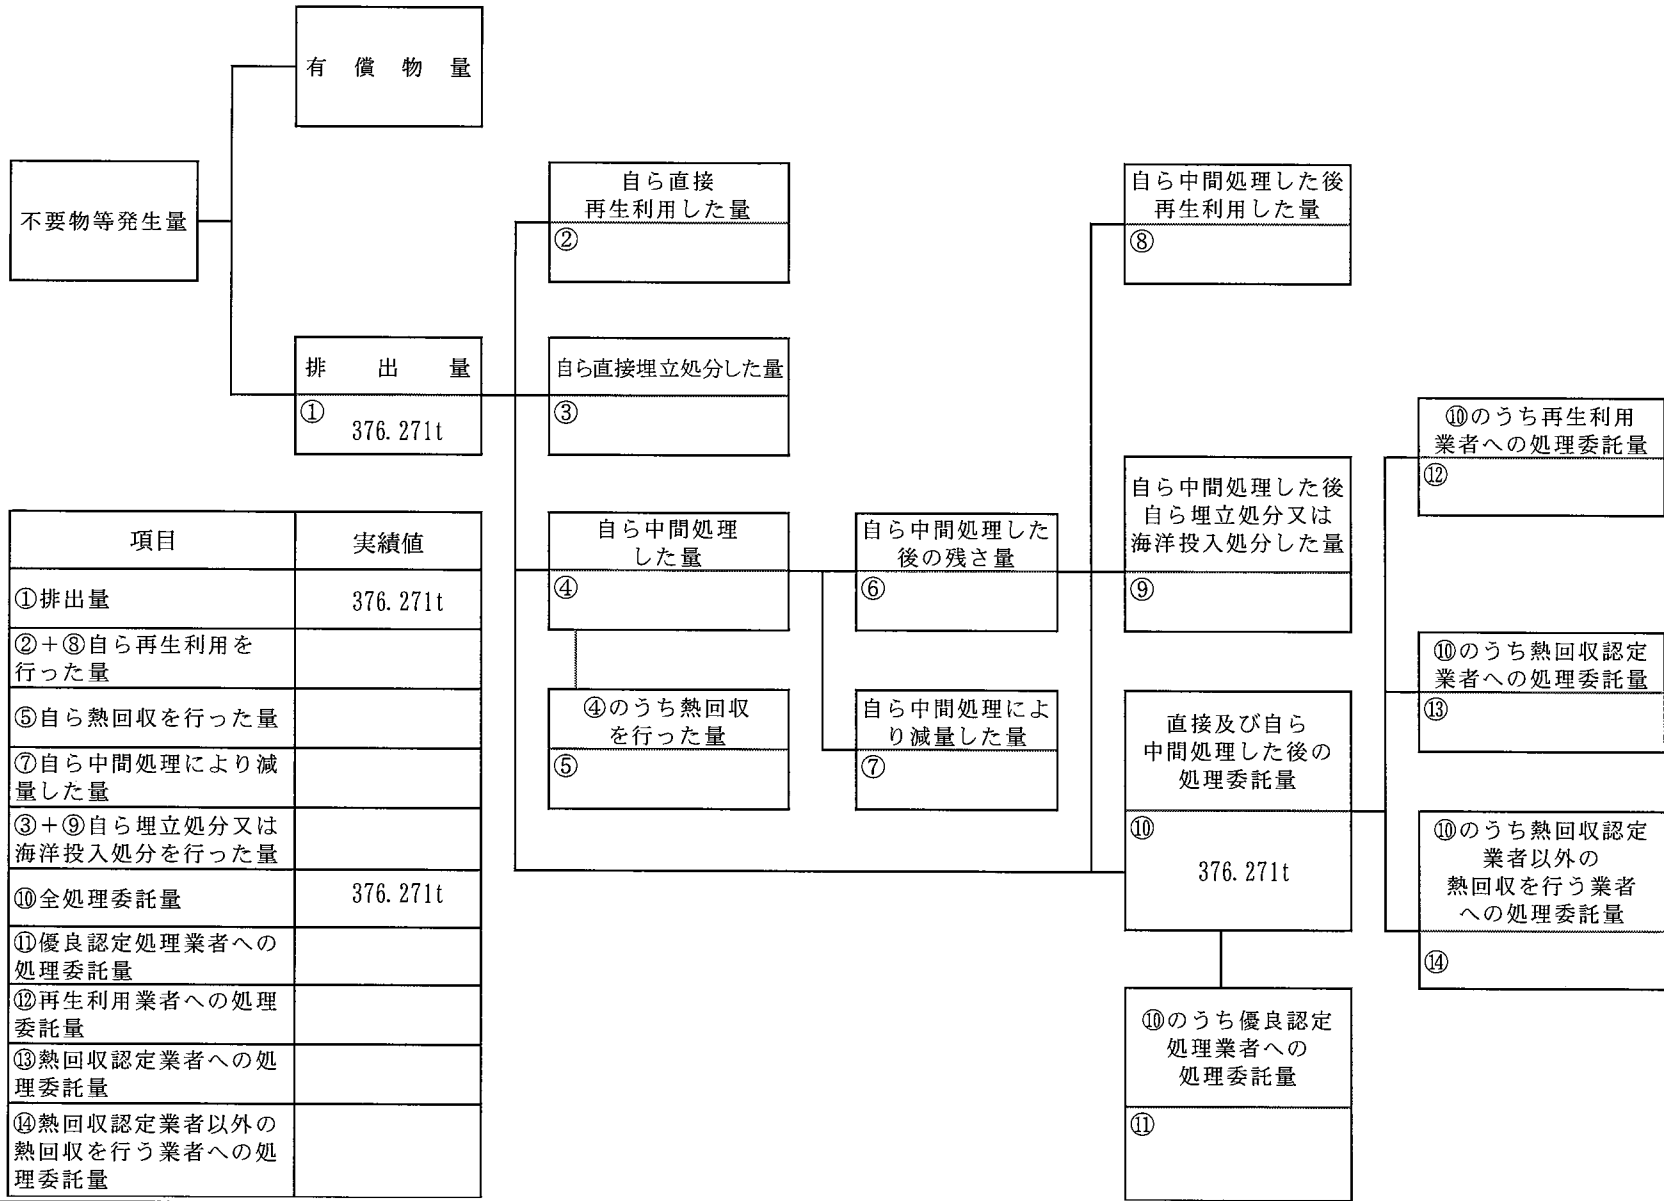 有償物量
不要物等発生量
自ら直接
再生利用した量
②
自ら中間処理した後
再生利用した量
⑧
排出量
①
376.271t
自ら直接埋立処分した量
③
⑩のうち再生利用
業者への処理委託量
⑫
自ら中間処理
した量
④
自ら中間処理した
後の残さ量
⑥
自ら中間処理した後
自ら埋立処分又は
海洋投入処分した量
⑨
⑩のうち熱回収認定
業者への処理委託量
⑬
④のうち熱回収
を行った量
⑤
自ら中間処理によ
り減量した量
⑦
直接及び自ら
中間処理した後の
処理委託量
⑩
376.271t
⑩のうち熱回収認定
業者以外の
熱回収を行う業者
への処理委託量
⑭
⑩のうち優良認定
処理業者への
処理委託量
⑪
項目 実績値
①排出量 376.271t
②+⑧自ら再生利用を
行った量
⑤自ら熱回収を行った量
⑦自ら中間処理により減
量した量
③+⑨自ら埋立処分又は
海洋投入処分を行った量
⑩全処理委託量 376.271t
⑪優良認定処理業者への
処理委託量
⑫再生利用業者への処理
委託量
⑬熱回収認定業者への処
理委託量
⑭熱回収認定業者以外の
熱回収を行う業者への処
理委託量